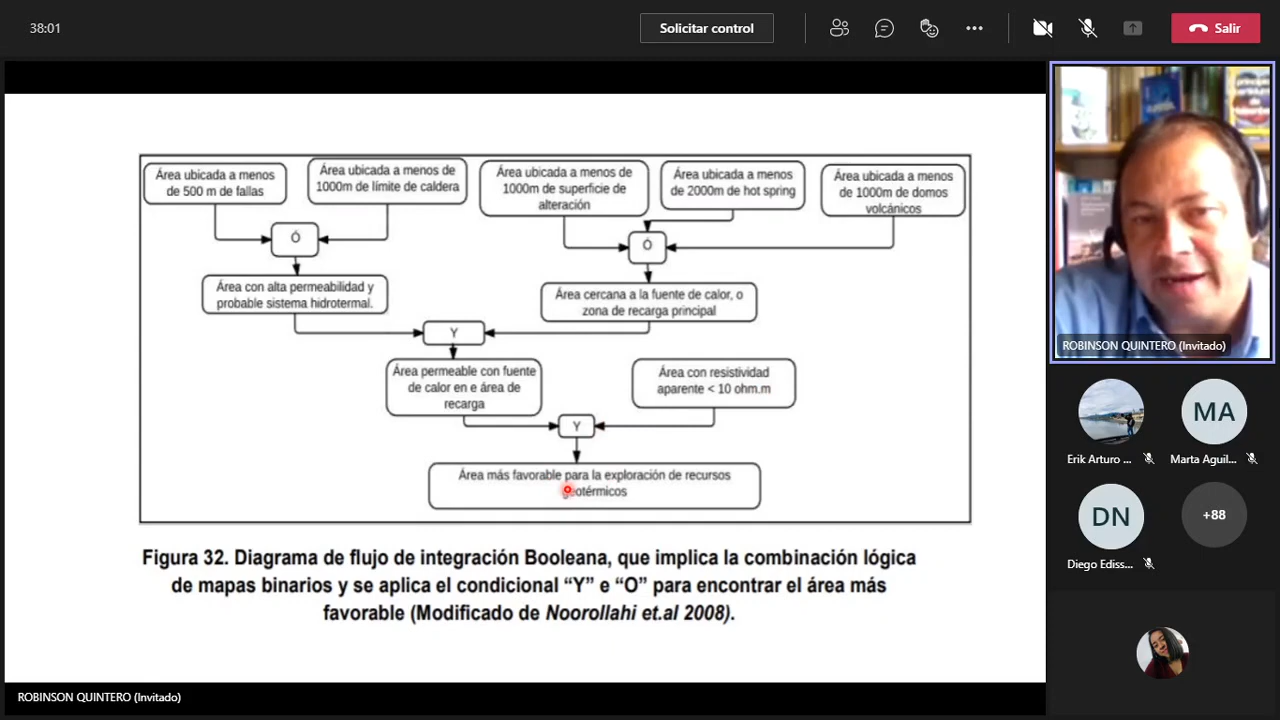 38:01
Solicitar control
Salir
Área ubicada a menos
de 500 m de fallas
Área ubicada a menos de
1000m de límite de caldera
Área ubicada a menos de
1000m de superficie de
alteración
Área ubicada a menos
de 2000m de hot spring
Área ubicada a menos
de 1000m de domos
volcánicos
Ó
Ó
Área con alta permeabilidad y
probable sistema hidrotermal.
Área cercana a la fuente de calor, o
zona de recarga principal
Y
Área permeable con fuente
de calor en e área de
recarga
Área con resistividad
aparente < 10 ohm.m
Y
Área más favorable para la exploración de recursos
geotérmicos
Figura 32. Diagrama de flujo de integración Booleana, que implica la combinación lógica
de mapas binarios y se aplica el condicional “Y” e “O” para encontrar el área más
favorable (Modificado de Noorollahi et.al 2008).
ROBINSON QUINTERO (Invitado)
ROBINSON QUINTERO (Invitado)
Erik Arturo ...
MA
Marta Aguil...
DN
Diego Ediss...
+88